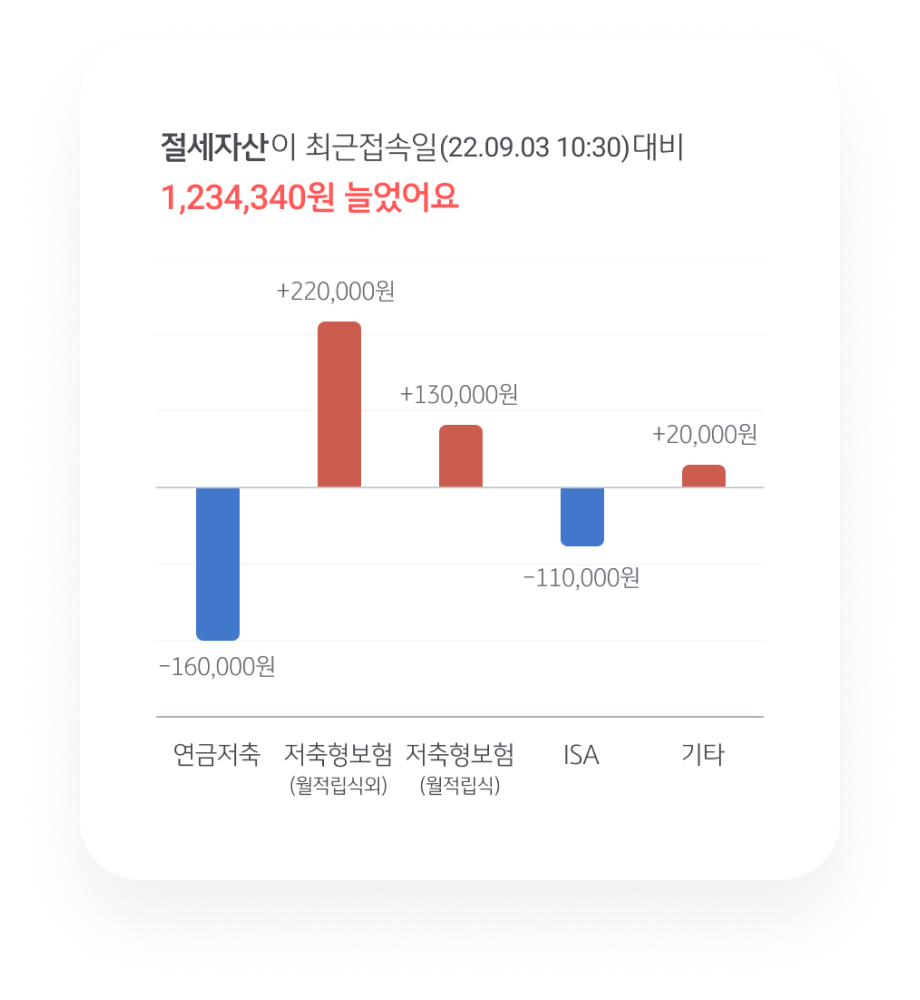 절세자산이 최근접속일(22.09.03 10:30)대비
1,234,340원 늘었어요
+220,000원
+130,000원
+20,000원
−110,000원
−160,000원
연금저축 저축형보험 저축형보험 ISA 기타
(월적립식외) (월적립식)